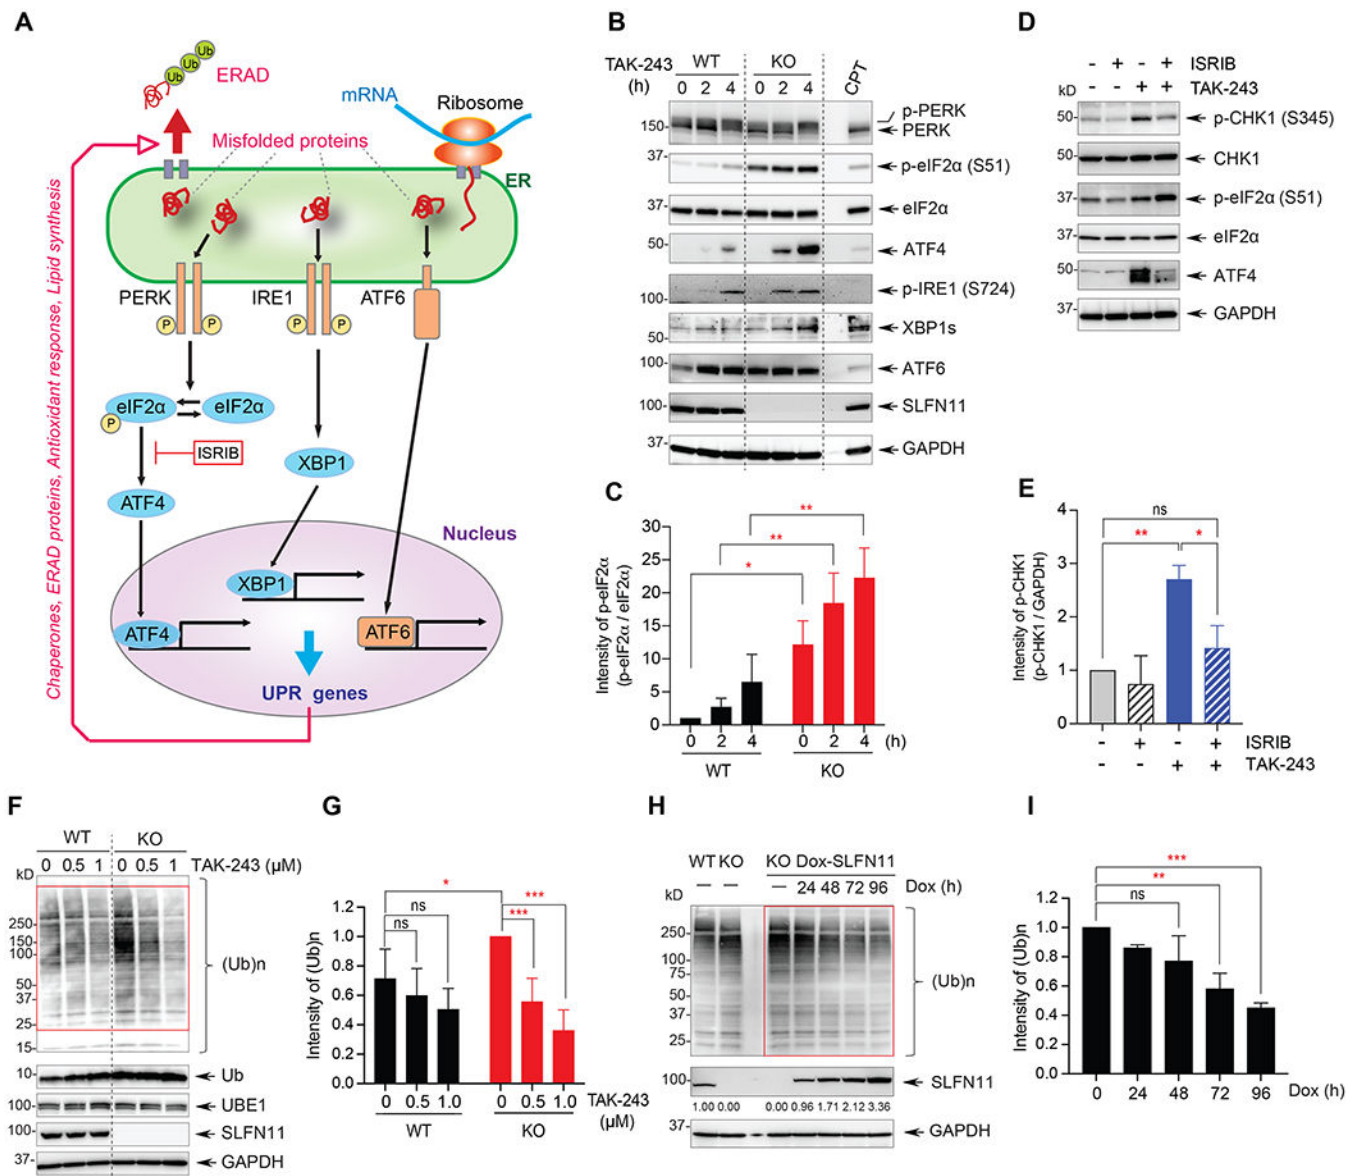 A
Ub
Ub
Ub
ERAD
mRNA
Ribosome
Misfolded proteins
ER
PERK
IRE1
ATF6
P
P
P
P
eIF2α
eIF2α
P
ISRIB
XBP1
ATF4
Nucleus
XBP1
ATF4
ATF6
UPR genes
Chaperones, ERAD proteins, Antioxidant response, Lipid synthesis
B
TAK-243
WT
KO
CPT
(h)
0 2 4 0 2 4
p-PERK
150
PERK
37
p-eIF2α (S51)
37
eIF2α
50
ATF4
p-IRE1 (S724)
100
XBP1s
100
ATF6
100
SLFN11
37
GAPDH
C
Intensity of p-eIF2α
(p-eIF2α / eIF2α)
30
25
20
15
10
5
0
*
**
**
0 2 4 0 2 4 (h)
WT KO
D
- + - + ISRIB
- - + + TAK-243
kD
50
p-CHK1 (S345)
50
CHK1
37
p-eIF2α (S51)
37
eIF2α
50
ATF4
37
GAPDH
E
Intensity of p-CHK1
(p-CHK1 / GAPDH)
4
3
2
1
0
ns
** *
- + - + ISRIB
- - + + TAK-243
F
WT KO
0 0.5 1 0 0.5 1 TAK-243 (μM)
kD
250
150
100
50
37
25
15
(Ub)n
10
Ub
100
UBE1
100
SLFN11
37
GAPDH
G
Intensity of (Ub)n
1.2
1.0
0.8
0.6
0.4
0.2
0.0
*
ns
ns
***
***
0 0.5 1.0 0 0.5 1.0 TAK-243
(μM)
WT KO
H
WT KO KO Dox-SLFN11
– – – 24 48 72 96 Dox (h)
kD
250
100
75
50
37
25
(Ub)n
100
SLFN11
1.00 0.00 0.00 0.96 1.71 2.12 3.36
37
GAPDH
I
Intensity of (Ub)n
1.2
1.0
0.8
0.6
0.4
0.2
0.0
***
**
ns
0 24 48 72 96 Dox (h)